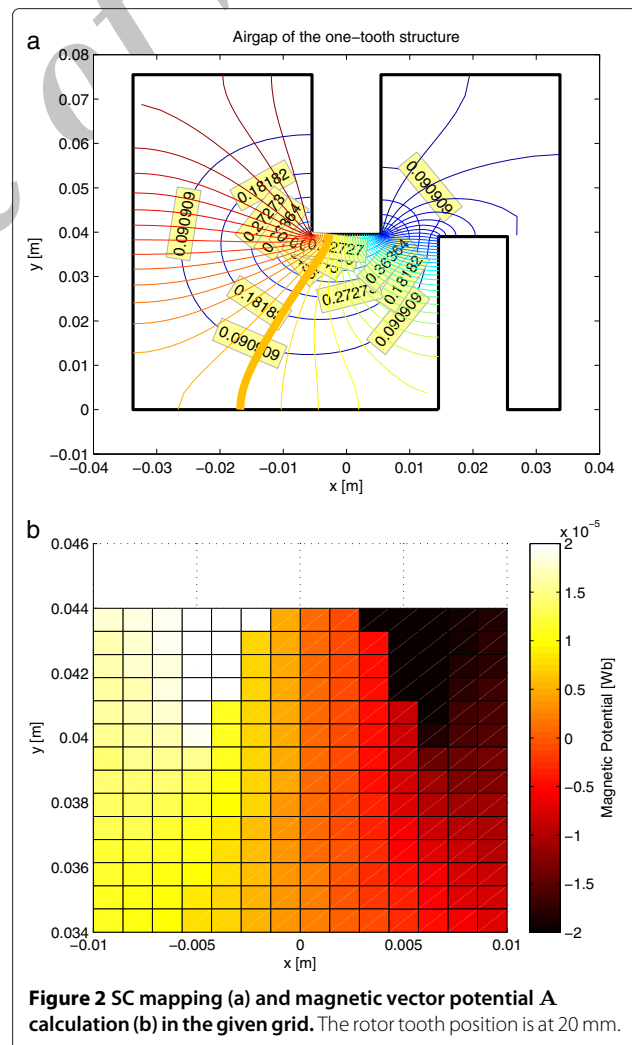 of
a
Airgap of the one−tooth structure
0.08
0.07
0.06
0.05
0.04
0.03
0.02
0.01
0
−0.01
y [m]
0.18182
0.27273
0.090909
0.090909
0.2727
0.36364
0.18182
0.27273
0.090909
0.090909
−0.04 −0.03 −0.02 −0.01 0 0.01 0.02 0.03 0.04
x [m]
b
x 10⁻⁵
0.046
0.044
0.042
0.04
0.038
0.036
0.034
y [m]
2
1.5
1
0.5
0
−0.5
−1
−1.5
−2
Magnetic Potential [Wb]
−0.01 −0.005 0 0.005 0.01
x [m]
Figure 2 SC mapping (a) and magnetic vector potential A
calculation (b) in the given grid. The rotor tooth position is at 20 mm.